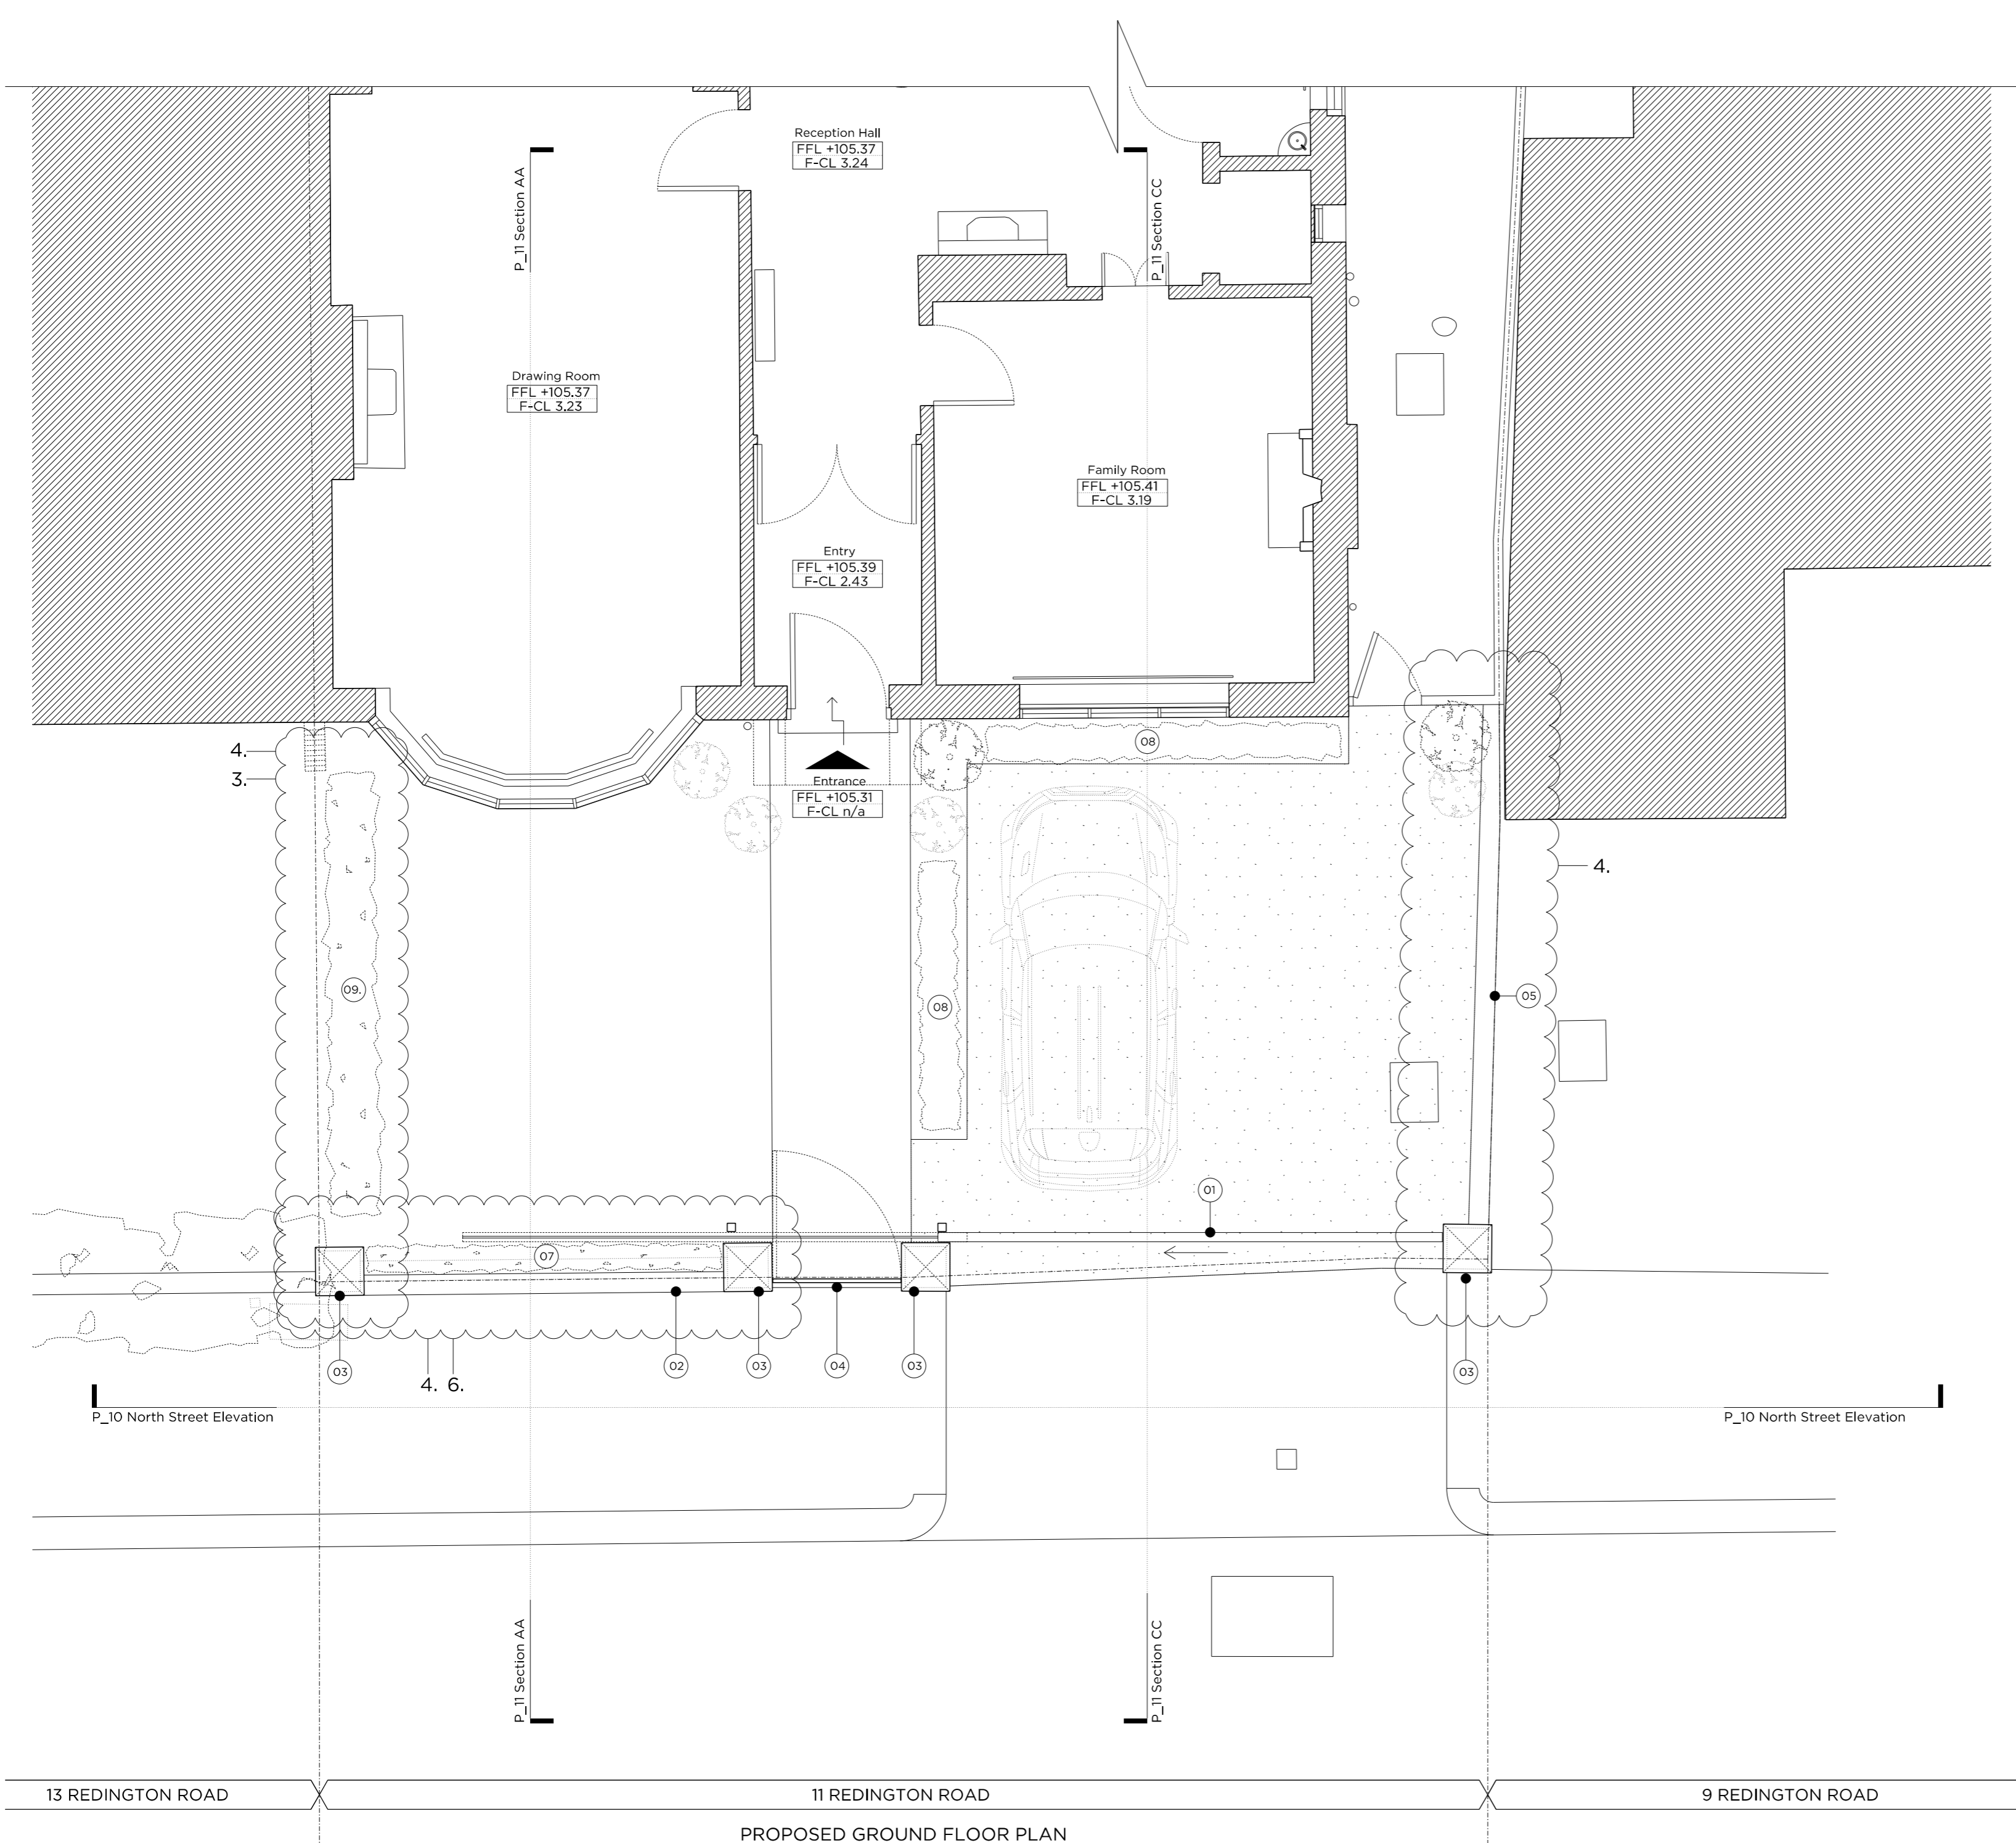 Reception Hall
FFL +105.37
F-CL 3.24
P_11 Section AA
P_11 Section CC
Drawing Room
FFL +105.37
F-CL 3.23
Family Room
FFL +105.41
F-CL 3.19
Entry
FFL +105.39
F-CL 2.43
4.
3.
08
Entrance
FFL +105.31
F-CL n/a
4.
09.
08
05
01
07
03
02
03
04
03
03
4. 6.
P_10 North Street Elevation
P_10 North Street Elevation
P_11 Section AA
P_11 Section CC
13 REDINGTON ROAD
11 REDINGTON ROAD
9 REDINGTON ROAD
PROPOSED GROUND FLOOR PLAN